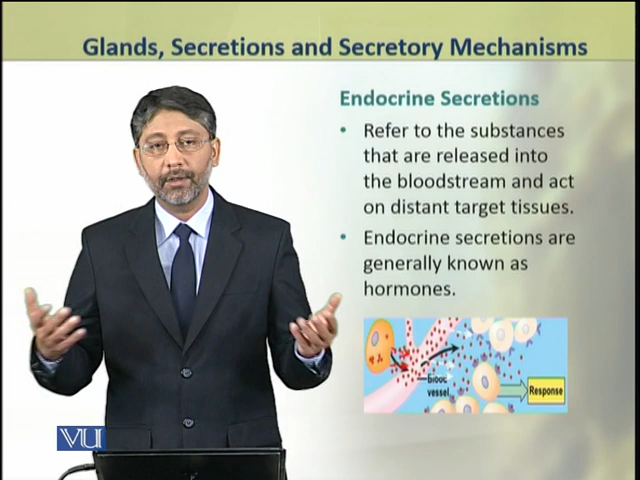 Glands, Secretions and Secretory Mechanisms
Endocrine Secretions
• Refer to the substances
that are released into
the bloodstream and act
on distant target tissues.
• Endocrine secretions are
generally known as
hormones.
Blood
vessel
Response
VU